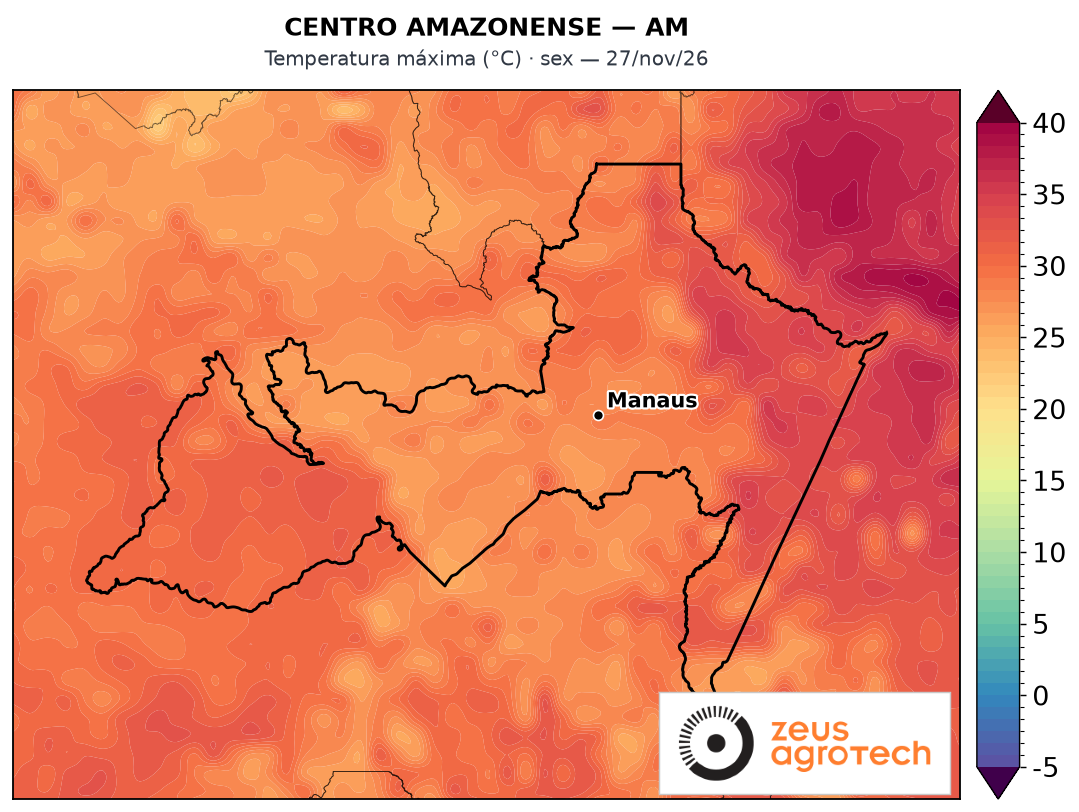 CENTRO AMAZONENSE — AM
Temperatura máxima (°C) · sex — 27/nov/26
Manaus
40
35
30
25
20
15
10
5
0
-5
zeus
agrotech